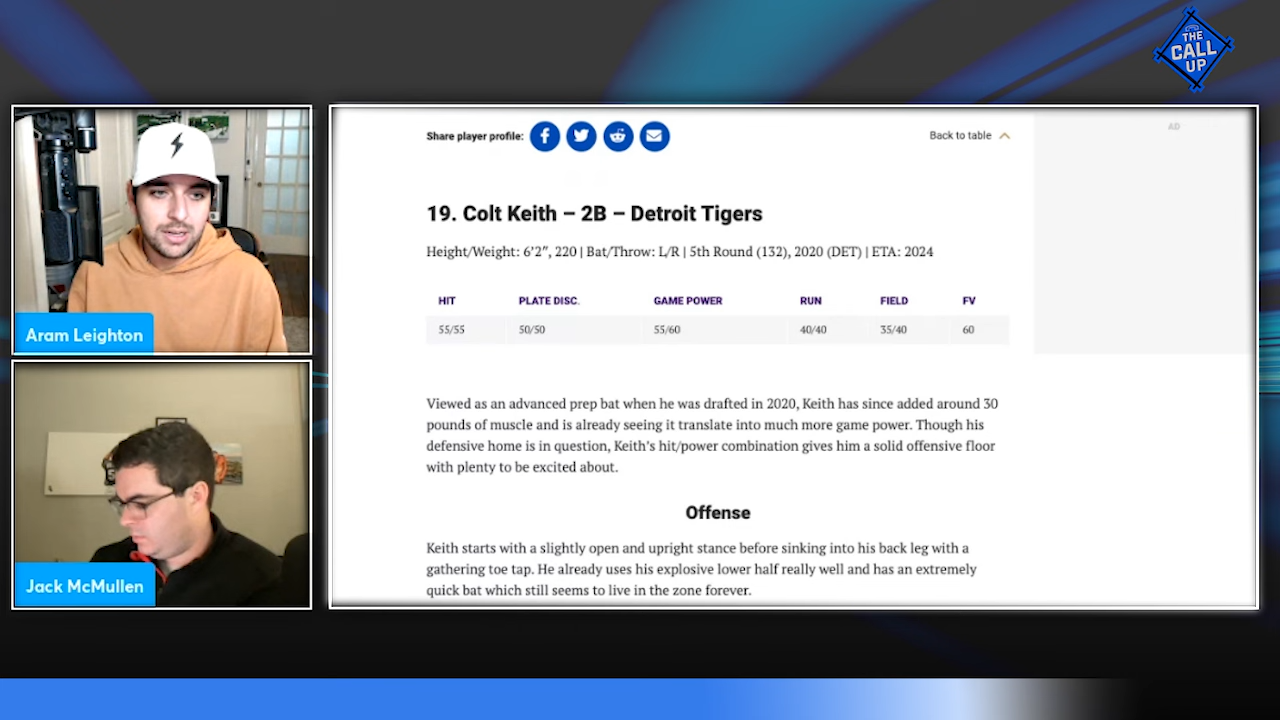 THE
CALL
UP
Share player profile:
Back to table
AD
19. Colt Keith – 2B – Detroit Tigers
Height/Weight: 6’2”, 220 | Bat/Throw: L/R | 5th Round (132), 2020 (DET) | ETA: 2024
HIT PLATE DISC. GAME POWER RUN FIELD FV
55/55 50/50 55/60 40/40 35/40 60
Aram Leighton
Viewed as an advanced prep bat when he was drafted in 2020, Keith has since added around 30
pounds of muscle and is already seeing it translate into much more game power. Though his
defensive home is in question, Keith’s hit/power combination gives him a solid offensive floor
with plenty to be excited about.
Offense
Keith starts with a slightly open and upright stance before sinking into his back leg with a
gathering toe tap. He already uses his explosive lower half really well and has an extremely
quick bat which still seems to live in the zone forever.
Jack McMullen